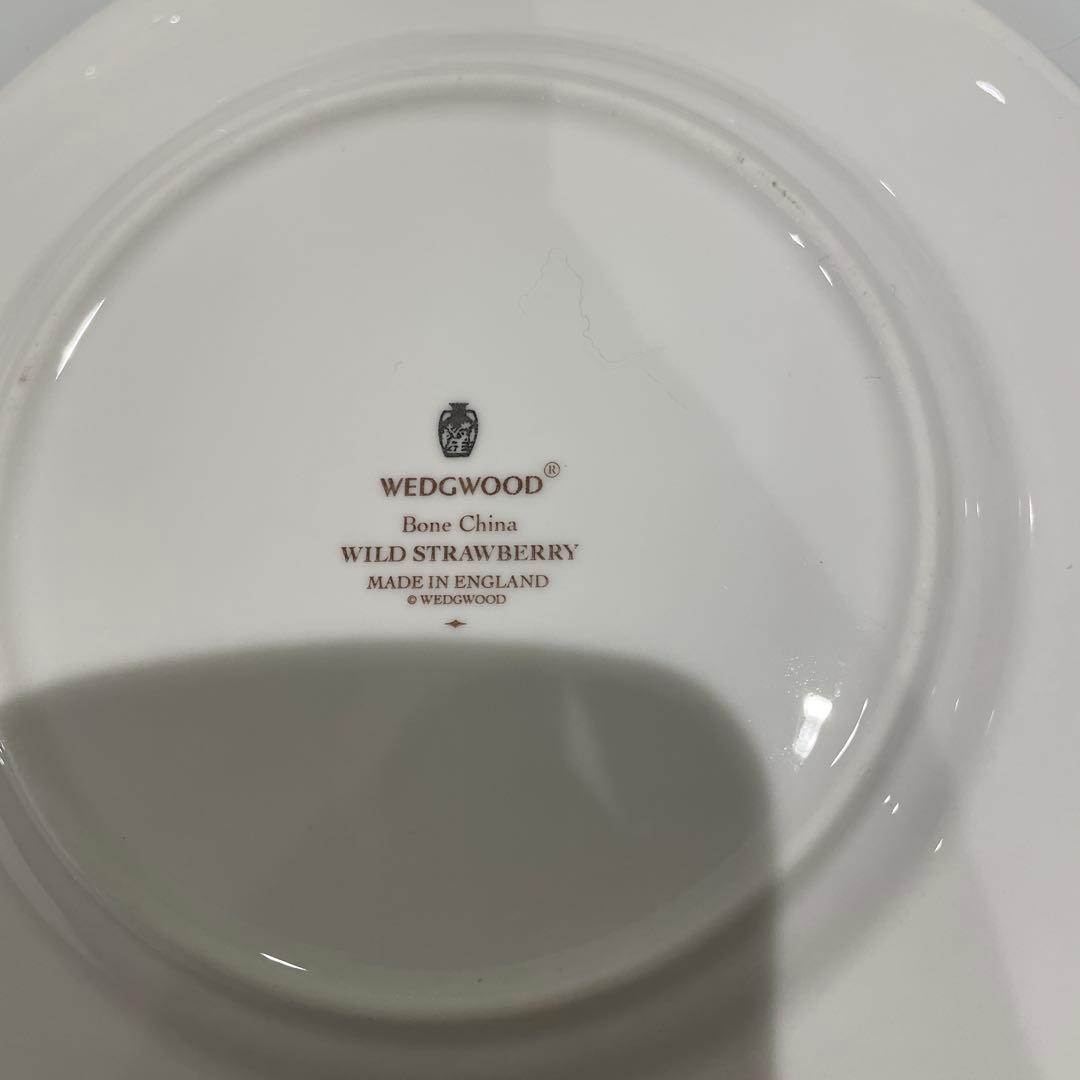 WEDGWOOD®
Bone China
WILD STRAWBERRY
MADE IN ENGLAND
© WEDGWOOD